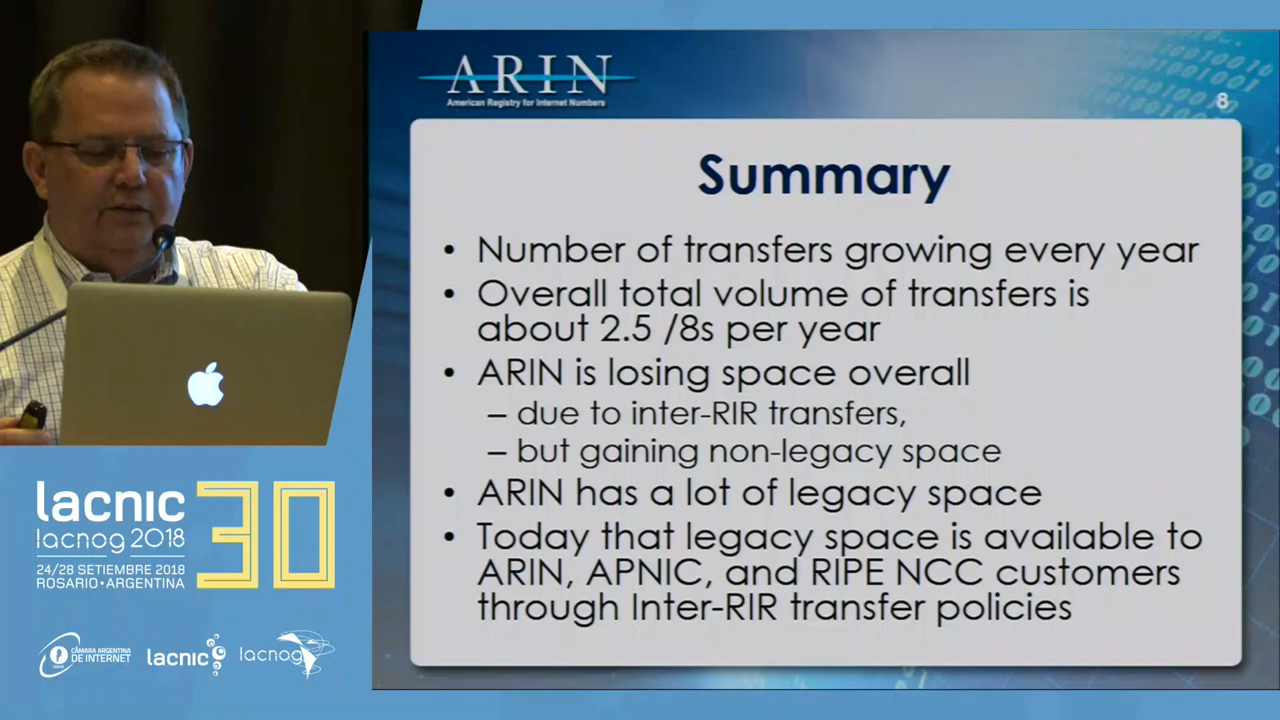 ARIN
American Registry for Internet Numbers
8
Summary
• Number of transfers growing every year
• Overall total volume of transfers is
about 2.5 /8s per year
• ARIN is losing space overall
– due to inter-RIR transfers,
– but gaining non-legacy space
• ARIN has a lot of legacy space
• Today that legacy space is available to
ARIN, APNIC, and RIPE NCC customers
through Inter-RIR transfer policies
lacnic 30
lacnog 2018
24/28 SETIEMBRE 2018
ROSARIO • ARGENTINA
CÁMARA ARGENTINA
DE INTERNET
lacnic
lacnog